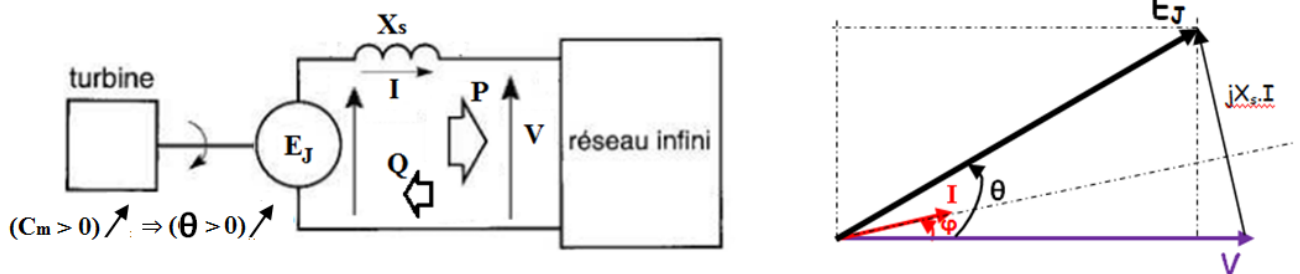 Xs
turbine
I
P
EJ
V
réseau infini
Q
(Cm > 0) ↗ ⇒ (θ > 0) ↗
EJ
jXs.I
I
θ
φ
V